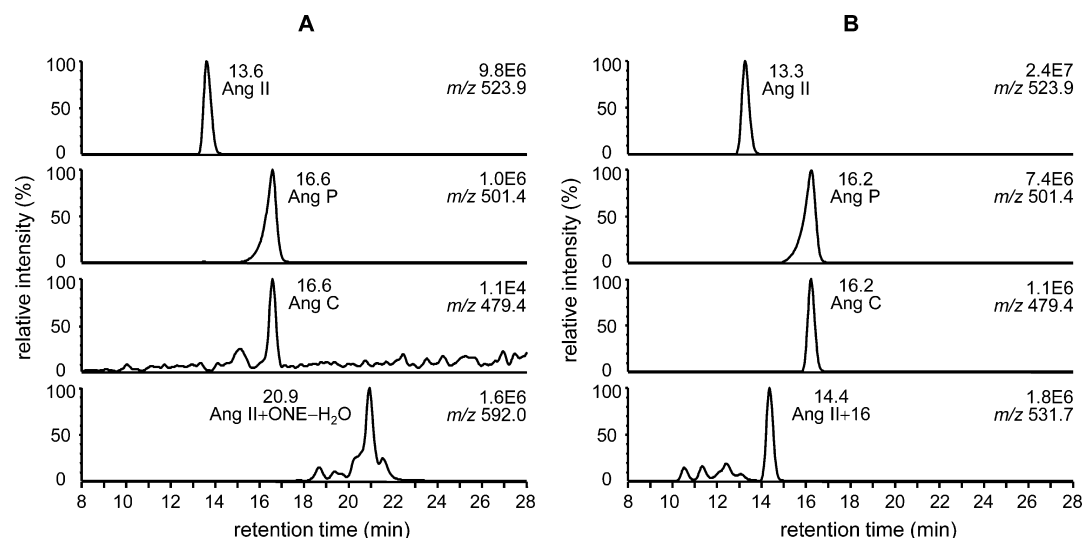 A
relative intensity (%)
100
50
0
13.6
Ang II
9.8E6
m/z 523.9
100
50
0
16.6
Ang P
1.0E6
m/z 501.4
100
50
0
16.6
Ang C
1.1E4
m/z 479.4
100
50
0
20.9
Ang II+ONE−H₂O
1.6E6
m/z 592.0
8 10 12 14 16 18 20 22 24 26 28
retention time (min)
B
relative intensity (%)
100
50
0
13.3
Ang II
2.4E7
m/z 523.9
100
50
0
16.2
Ang P
7.4E6
m/z 501.4
100
50
0
16.2
Ang C
1.1E6
m/z 479.4
100
50
0
14.4
Ang II+16
1.8E6
m/z 531.7
8 10 12 14 16 18 20 22 24 26 28
retention time (min)